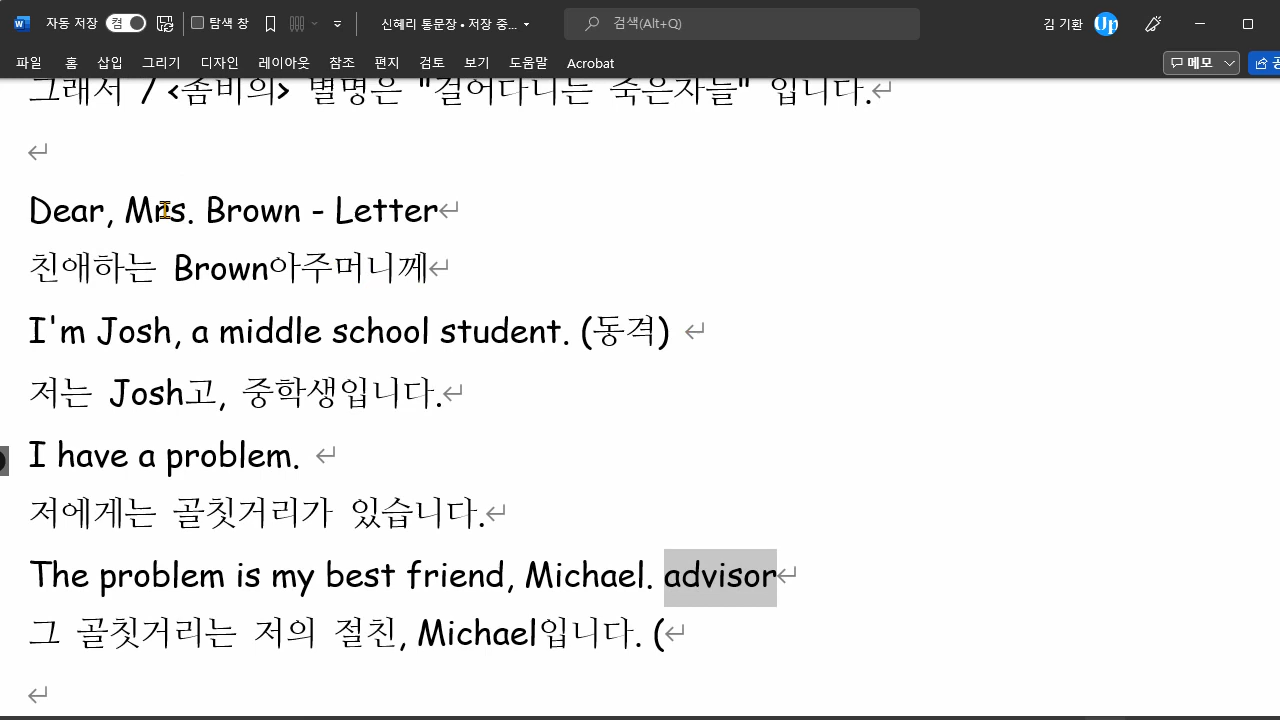 자동 저장 컴 탐색 창 신혜리 통문장 • 저장 중... 검색(Alt+Q) 김 기환 Up
파일 홈 삽입 그리기 디자인 레이아웃 참조 편지 검토 보기 도움말 Acrobat 메모
그래서 / <좀비의> 별명은 "걸어다니는 죽은자들" 입니다.
Dear, Mrs. Brown - Letter
친애하는 Brown아주머니께
I'm Josh, a middle school student. (동격)
저는 Josh고, 중학생입니다.
I have a problem.
저에게는 골칫거리가 있습니다.
The problem is my best friend, Michael. advisor
그 골칫거리는 저의 절친, Michael입니다. (